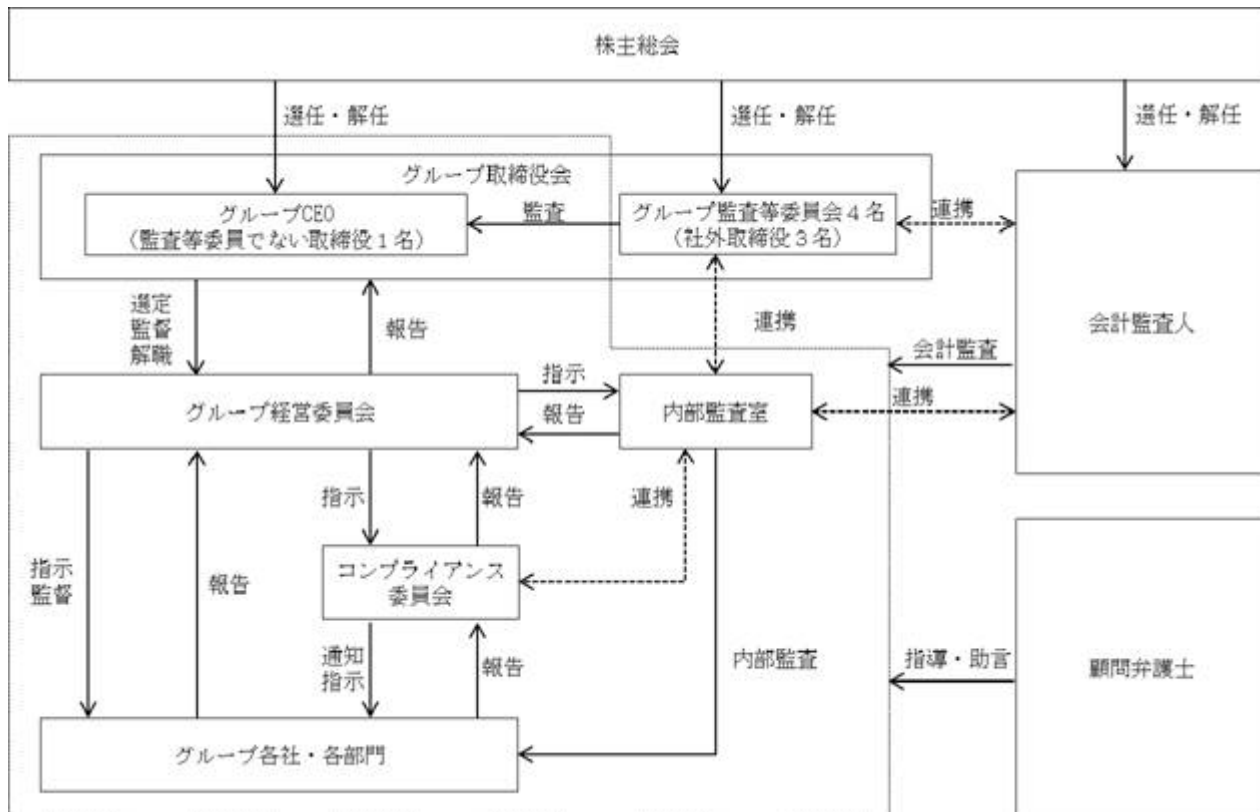 株主総会
選任・解任
選任・解任
選任・解任
グループ取締役会
グループCEO
（監査等委員でない取締役１名）
監査
グループ監査等委員会４名
（社外取締役３名）
連携
会計監査人
選定
監督
解職
報告
連携
会計監査
グループ経営委員会
指示
報告
内部監査室
連携
指示
報告
連携
コンプライアンス
委員会
指示
監督
報告
通知
指示
報告
内部監査
指導・助言
顧問弁護士
グループ各社・各部門